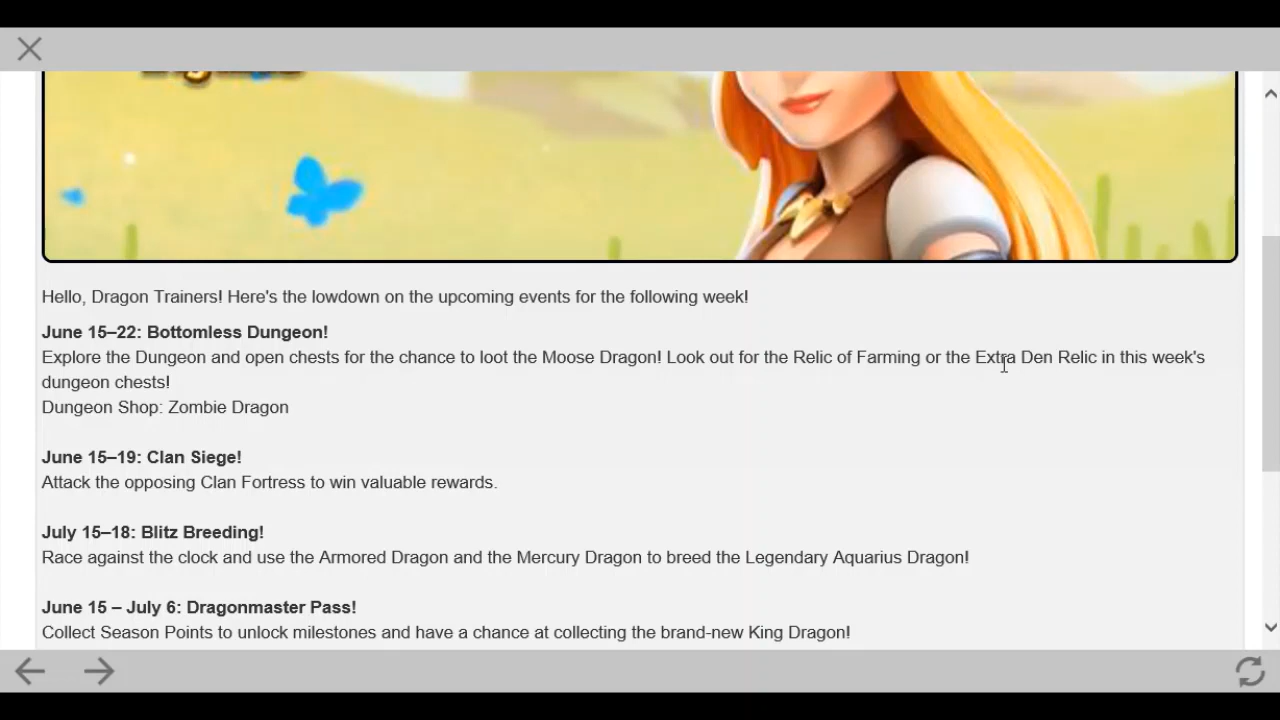 Hello, Dragon Trainers! Here's the lowdown on the upcoming events for the following week!
June 15–22: Bottomless Dungeon!
Explore the Dungeon and open chests for the chance to loot the Moose Dragon! Look out for the Relic of Farming or the Extra Den Relic in this week's
dungeon chests!
Dungeon Shop: Zombie Dragon
June 15–19: Clan Siege!
Attack the opposing Clan Fortress to win valuable rewards.
July 15–18: Blitz Breeding!
Race against the clock and use the Armored Dragon and the Mercury Dragon to breed the Legendary Aquarius Dragon!
June 15 – July 6: Dragonmaster Pass!
Collect Season Points to unlock milestones and have a chance at collecting the brand-new King Dragon!